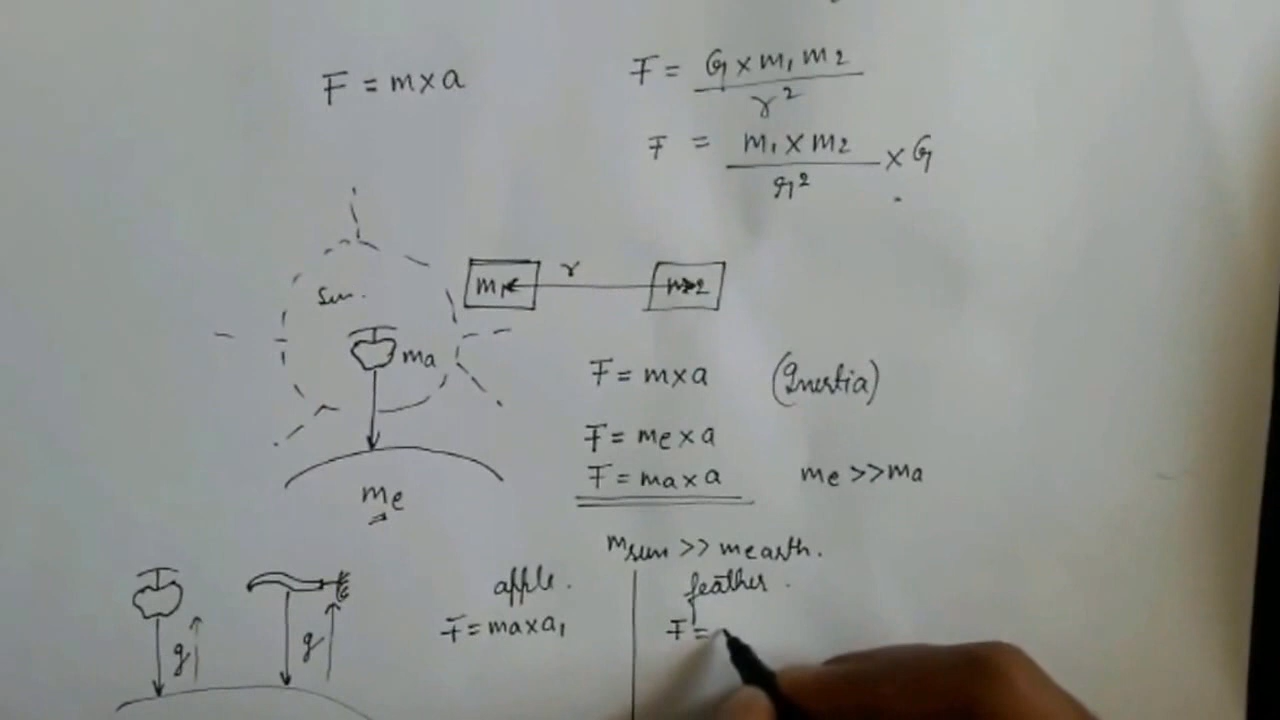 F = m×a
F = G×m₁m₂ / r²
F = m₁×m₂ / r² ×G
Sun.
m₁ r m2
ma
F = m×a (Inertia)
F = me×a
F = ma×a me>>ma
me
msun >> mearth.
apple. feather.
F = ma×a₁ F =
g g